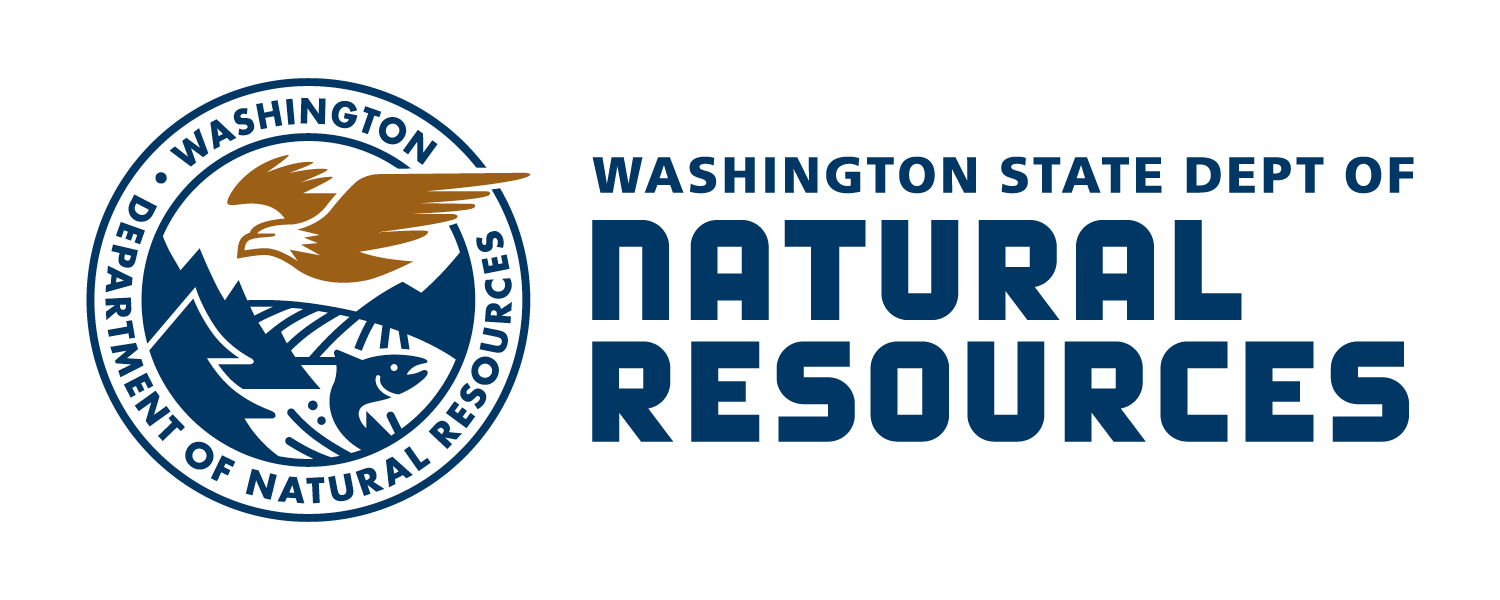 WASHINGTON
DEPARTMENT OF NATURAL RESOURCES
WASHINGTON STATE DEPT OF
NATURAL
RESOURCES